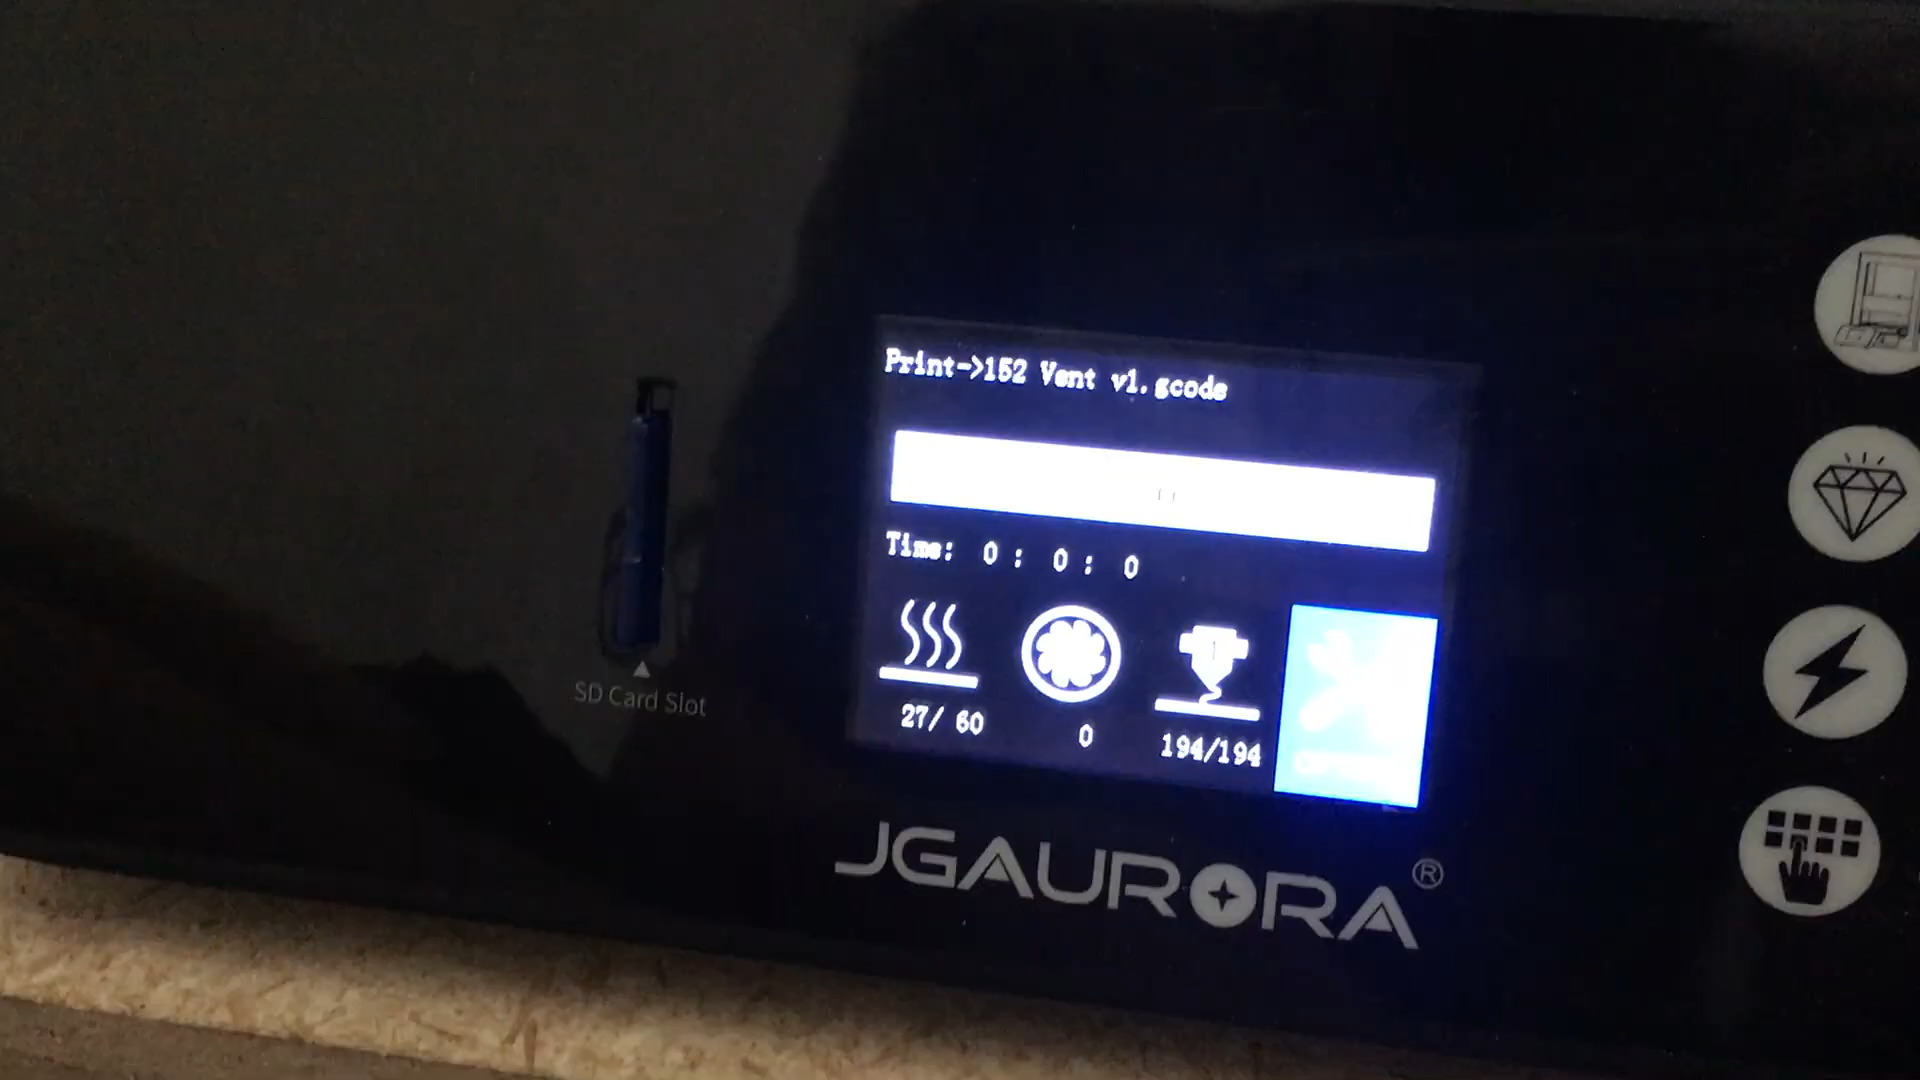 Print->152 Vent v1.gcode
Time: 0 : 0 : 0
27/ 60
0
194/194
SD Card Slot
JGAURORA®